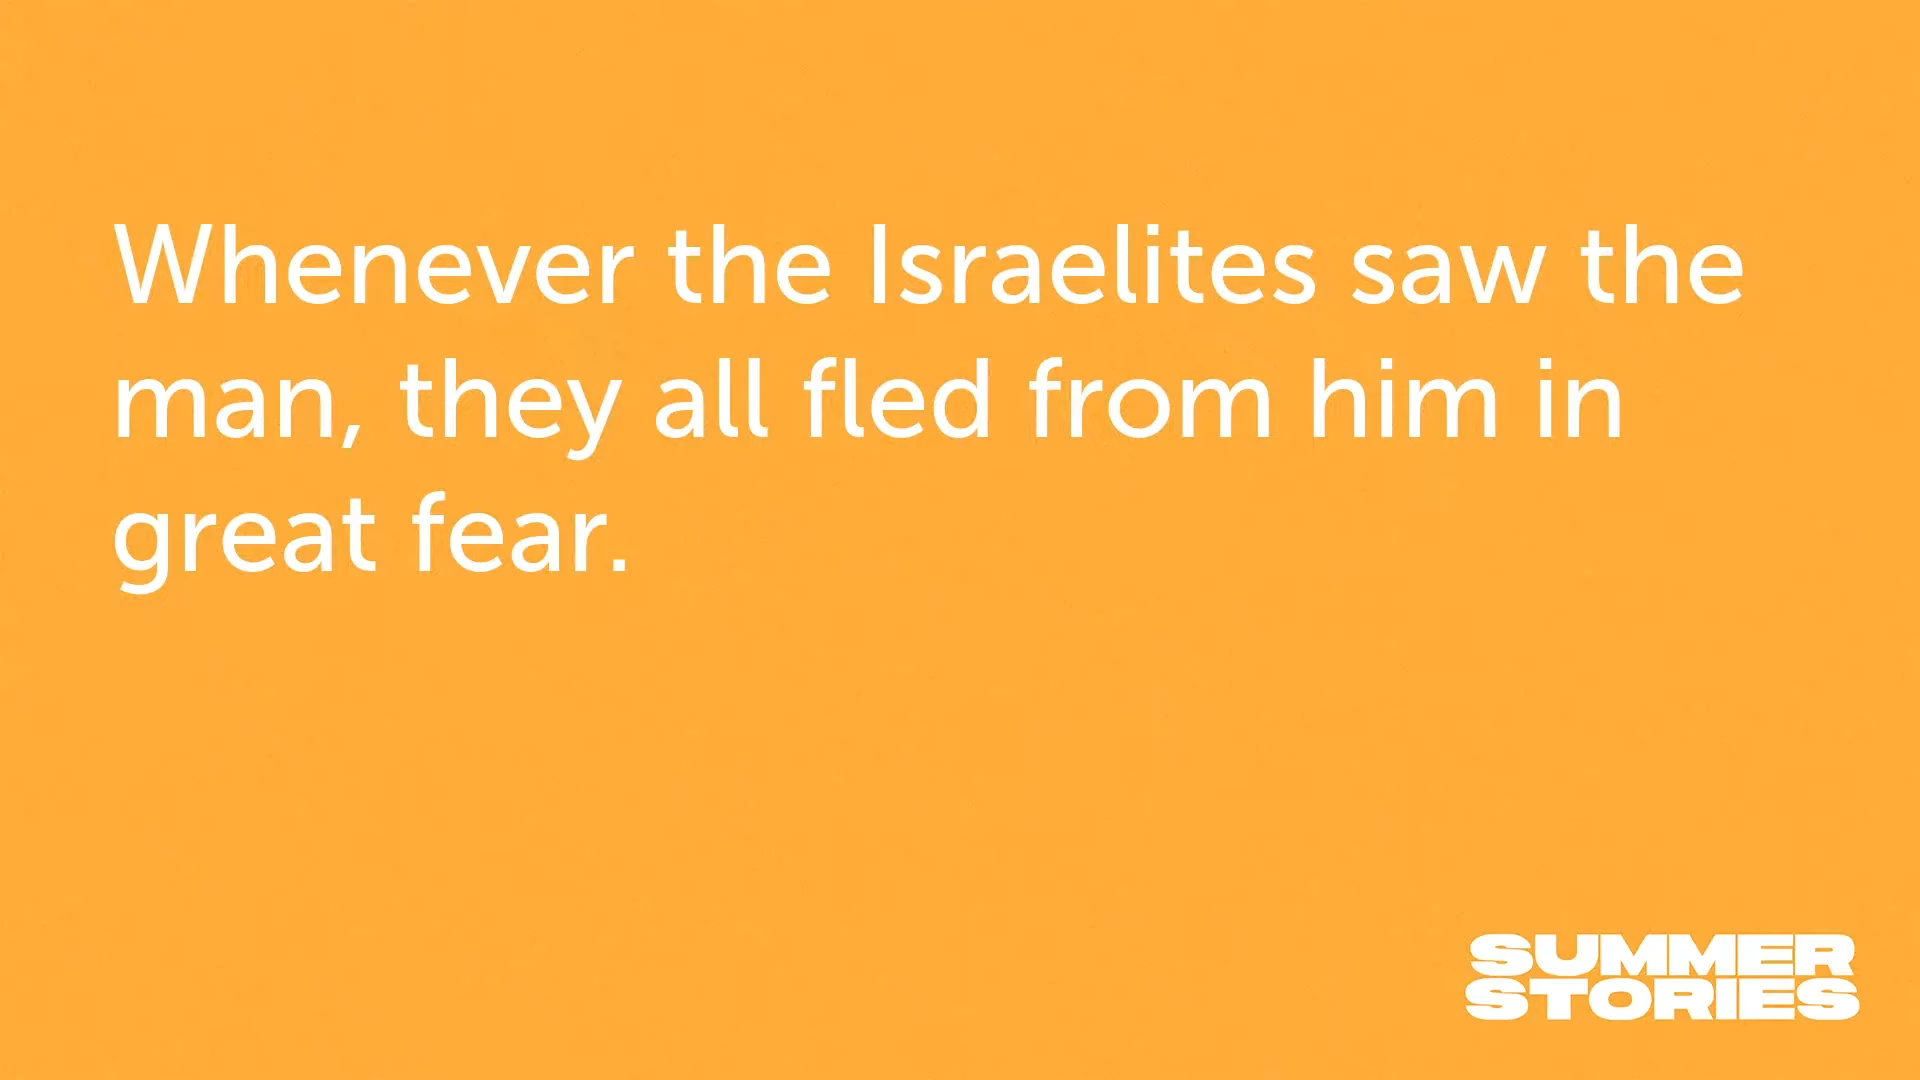 Whenever the Israelites saw the
man, they all fled from him in
great fear.
SUMMER
STORIES